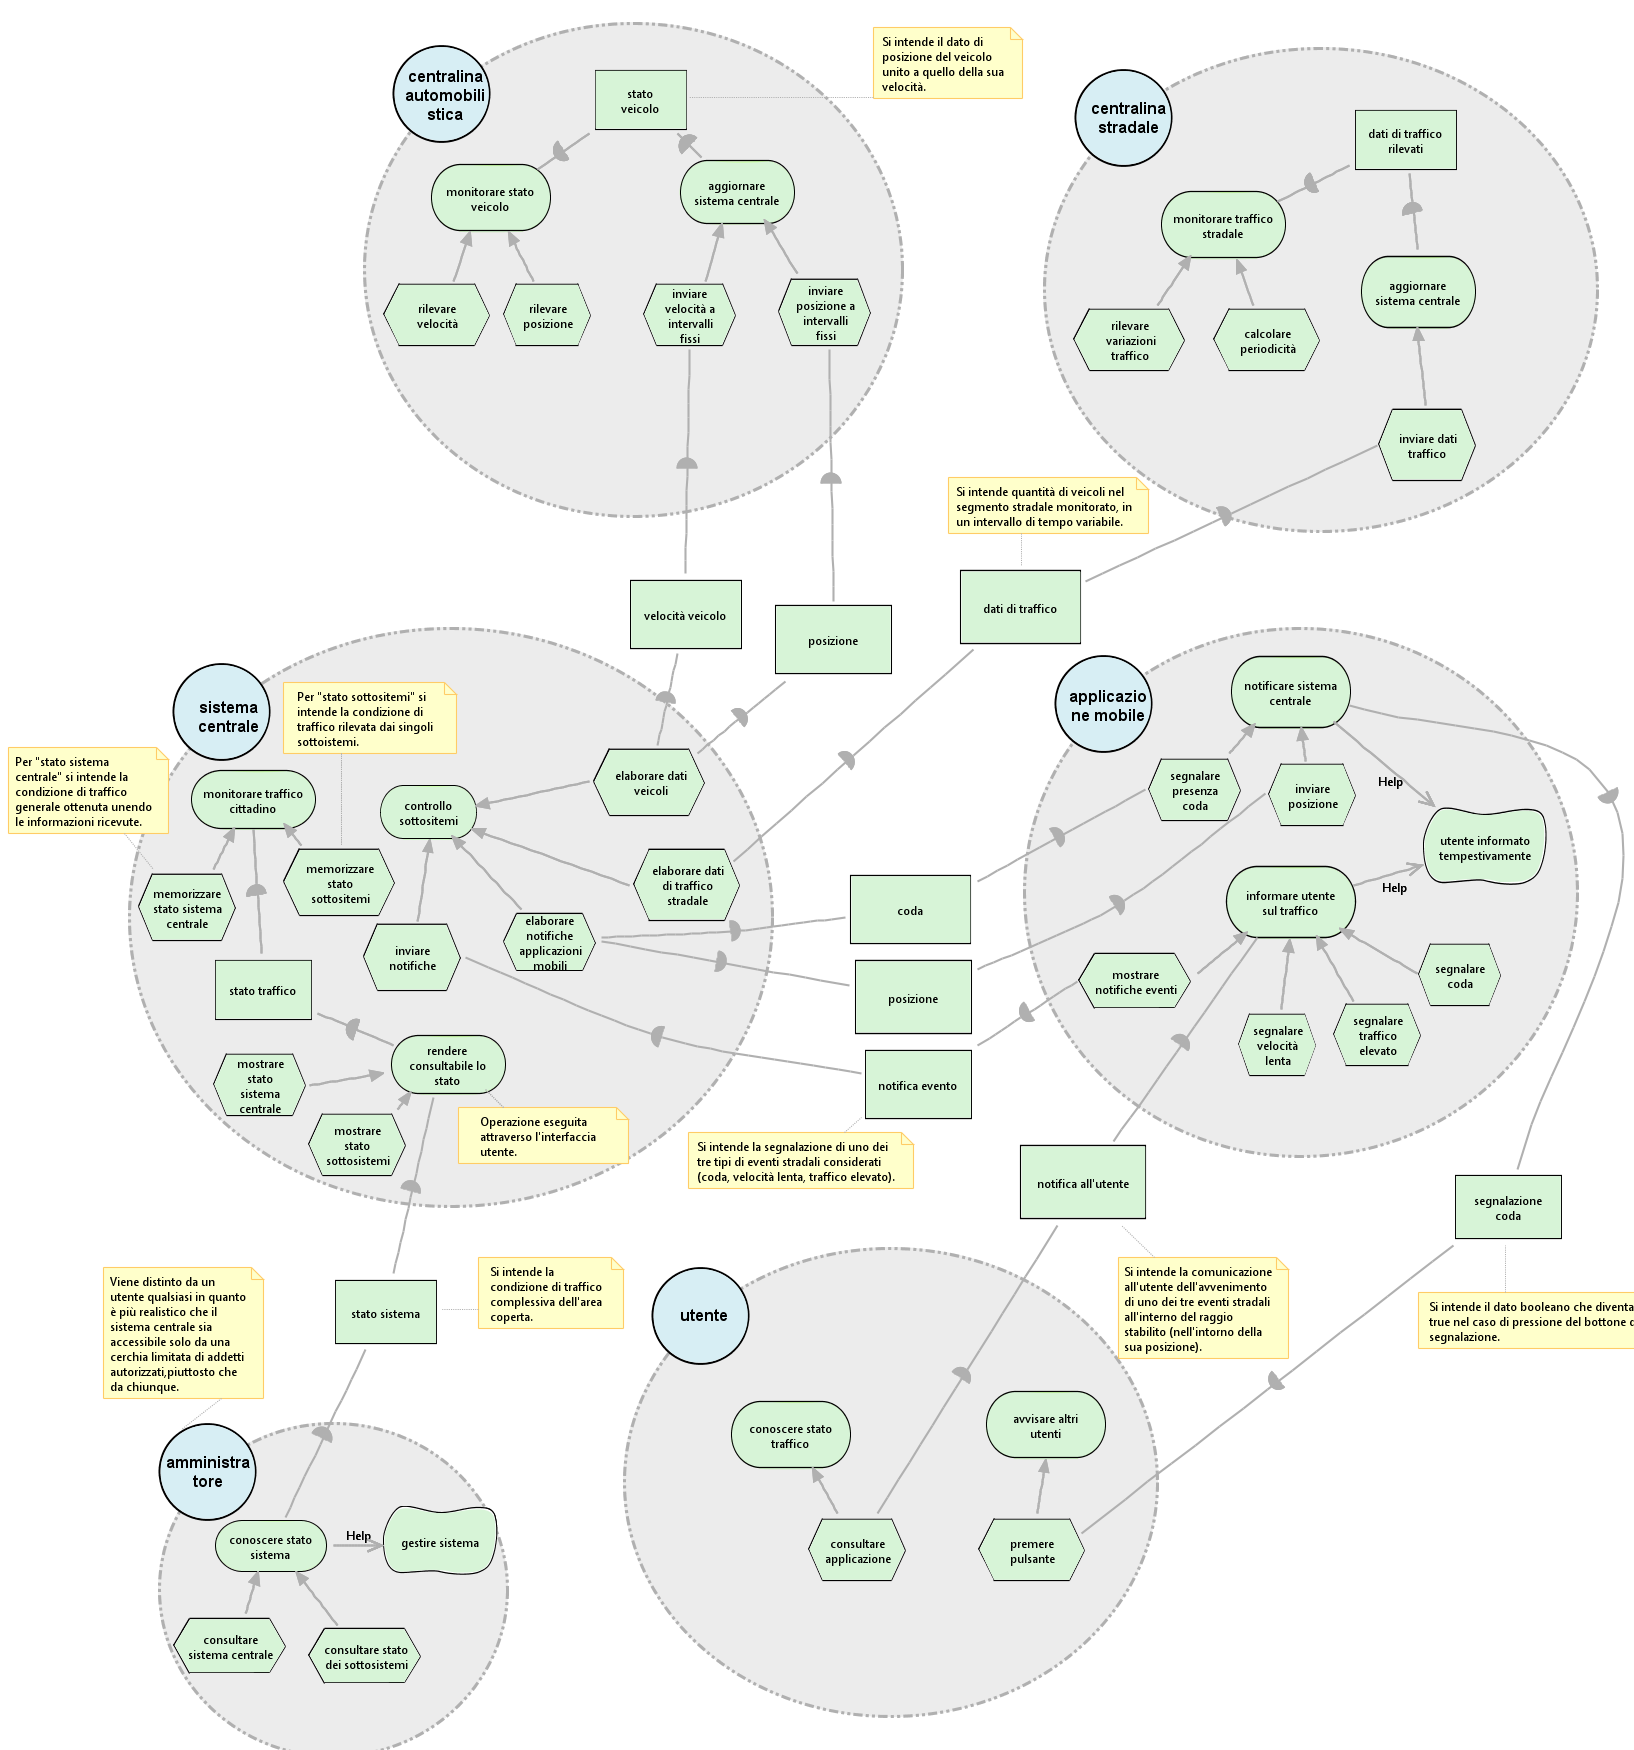 centralina
automobili
stica
stato
veicolo
Si intende il dato di
posizione del veicolo
unito a quello della sua
velocità.
monitorare stato
veicolo
aggiornare
sistema centrale
rilevare
velocità
rilevare
posizione
inviare
velocità a
intervalli
fissi
inviare
posizione a
intervalli
fissi
centralina
stradale
dati di traffico
rilevati
monitorare traffico
stradale
aggiornare
sistema centrale
rilevare
variazioni
traffico
calcolare
periodicità
inviare dati
traffico
Si intende quantità di veicoli nel
segmento stradale monitorato, in
un intervallo di tempo variabile.
velocità veicolo
posizione
dati di traffico
sistema
centrale
Per "stato sottositemi" si
intende la condizione di
traffico rilevata dai singoli
sottoistemi.
Per "stato sistema
centrale" si intende la
condizione di traffico
generale ottenuta unendo
le informazioni ricevute.
monitorare traffico
cittadino
controllo
sottositemi
elaborare dati
veicoli
memorizzare
stato sistema
centrale
memorizzare
stato
sottositemi
elaborare dati
di traffico
stradale
inviare
notifiche
elaborare
notifiche
applicazioni
mobili
stato traffico
rendere
consultabile lo
stato
mostrare
stato
sistema
centrale
mostrare
stato
sottosistemi
Operazione eseguita
attraverso l'interfaccia
utente.
coda
posizione
notifica evento
Si intende la segnalazione di uno dei
tre tipi di eventi stradali considerati
(coda, velocità lenta, traffico elevato).
applicazio
ne mobile
notificare sistema
centrale
segnalare
presenza
coda
inviare
posizione
Help
utente informato
tempestivamente
informare utente
sul traffico
Help
mostrare
notifiche eventi
segnalare
velocità
lenta
segnalare
traffico
elevato
segnalare
coda
notifica all'utente
segnalazione
coda
Si intende la comunicazione
all'utente dell'avvenimento
di uno dei tre eventi stradali
all'interno del raggio
stabilito (nell'intorno della
sua posizione).
Si intende il dato booleano che diventa
true nel caso di pressione del bottone
segnalazione.
stato sistema
Si intende la
condizione di traffico
complessiva dell'area
coperta.
Viene distinto da un
utente qualsiasi in quanto
è più realistico che il
sistema centrale sia
accessibile solo da una
cerchia limitata di addetti
autorizzati,piuttosto che
da chiunque.
amministra
tore
conoscere stato
sistema
Help
gestire sistema
consultare
sistema centrale
consultare stato
dei sottosistemi
utente
conoscere stato
traffico
avvisare altri
utenti
consultare
applicazione
premere
pulsante